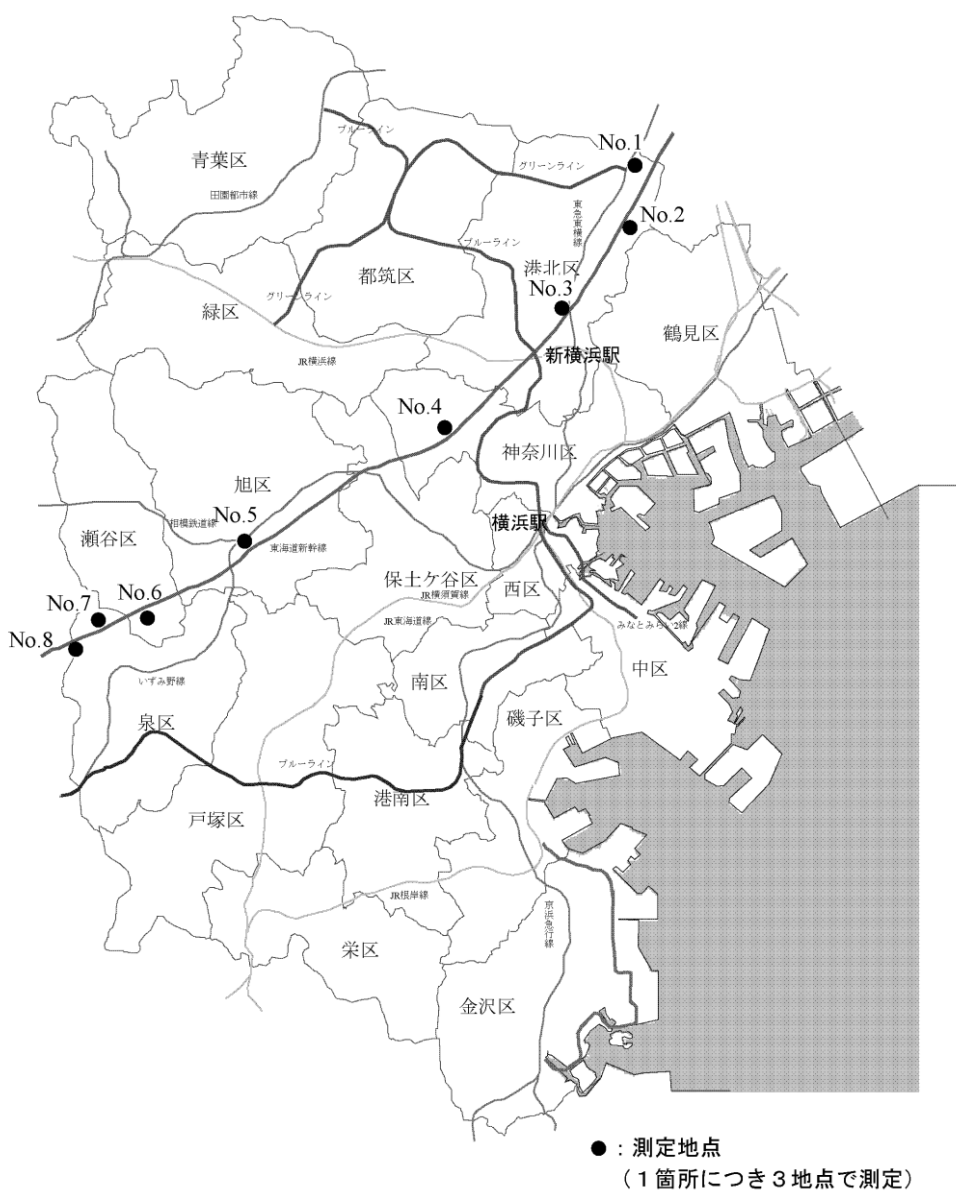 ブルーライン
No.1
青葉区
グリーンライン
田園都市線
東急東横線
No.2
ブルーライン
港北区
都筑区
グリーンライン
No.3
緑区
鶴見区
新横浜駅
JR横浜線
No.4
神奈川区
旭区
相模鉄道線
No.5
横浜駅
瀬谷区
東海道新幹線
保土ケ谷区
西区
JR横須賀線
No.7
No.6
JR東海道線
みなとみらい2線
No.8
中区
いずみ野線
南区
磯子区
泉区
ブルーライン
港南区
戸塚区
JR根岸線
京浜急行線
栄区
金沢区
●:測定地点
(1箇所につき3地点で測定)